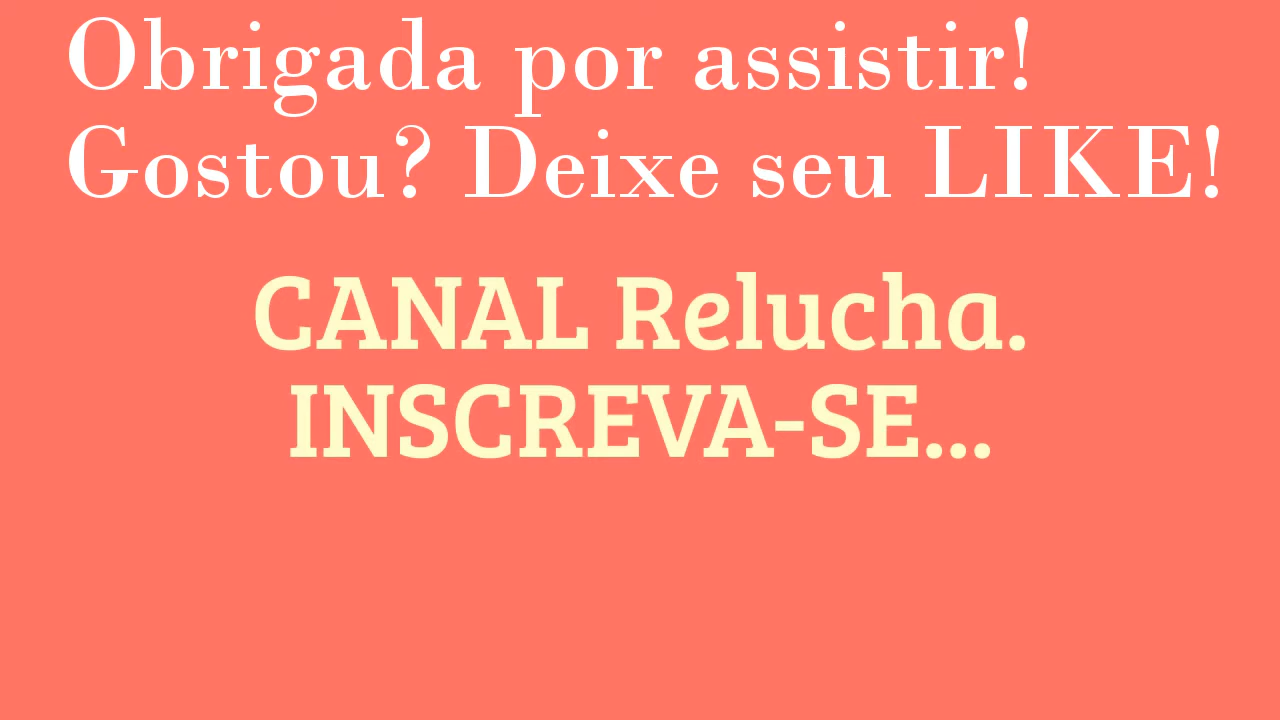 Obrigada por assistir!
Gostou? Deixe seu LIKE!
CANAL Relucha.
INSCREVA-SE...